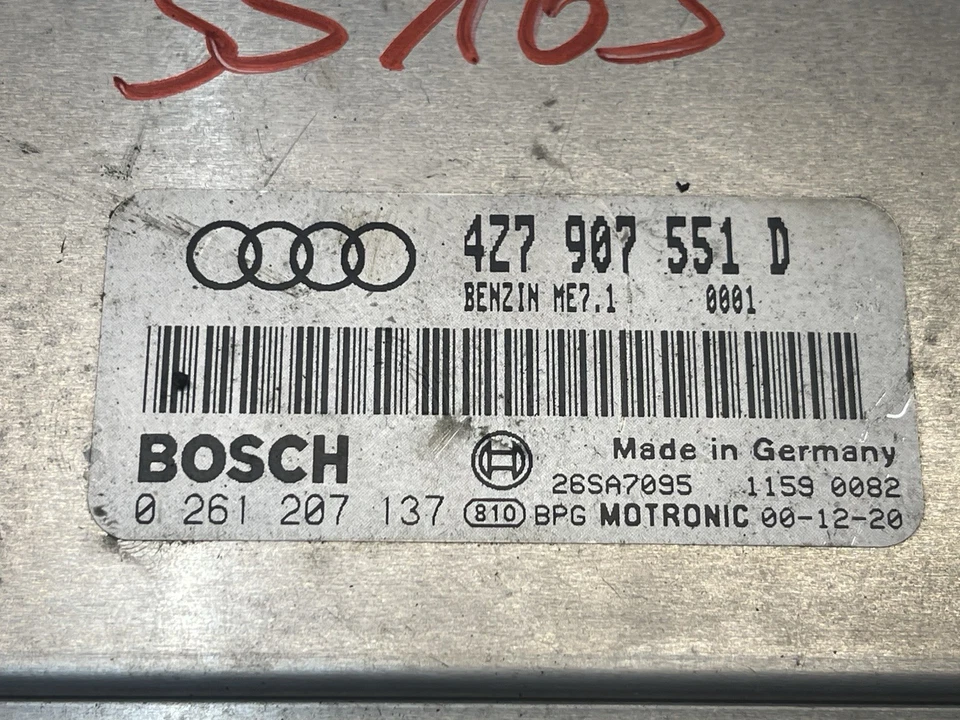 4Z7 907 551 D
BENZIN ME7.1 0001
BOSCH
Made in Germany
26SA7095 1159 0082
0 261 207 137 810 BPG MOTRONIC 00-12-20